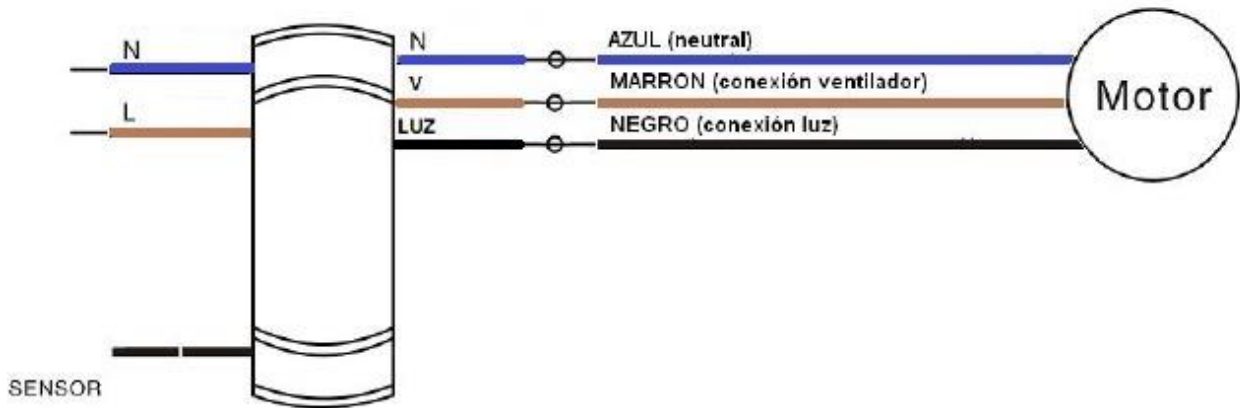 N
L
SENSOR
N
AZUL (neutral)
V
MARRON (conexión ventilador)
LUZ
NEGRO (conexión luz)
Motor